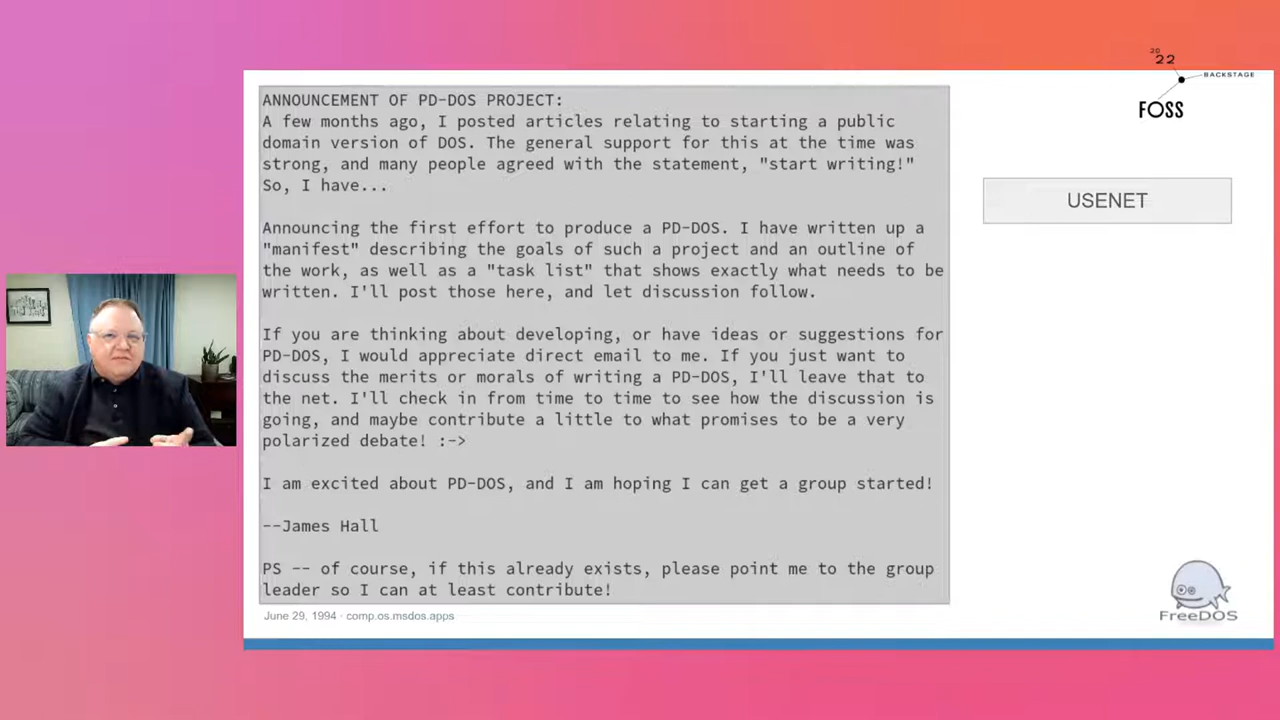 20
22
BACKSTAGE
FOSS
ANNOUNCEMENT OF PD-DOS PROJECT:
A few months ago, I posted articles relating to starting a public
domain version of DOS. The general support for this at the time was
strong, and many people agreed with the statement, "start writing!"
So, I have...
Announcing the first effort to produce a PD-DOS. I have written up a
"manifest" describing the goals of such a project and an outline of
the work, as well as a "task list" that shows exactly what needs to be
written. I'll post those here, and let discussion follow.
If you are thinking about developing, or have ideas or suggestions for
PD-DOS, I would appreciate direct email to me. If you just want to
discuss the merits or morals of writing a PD-DOS, I'll leave that to
the net. I'll check in from time to time to see how the discussion is
going, and maybe contribute a little to what promises to be a very
polarized debate! :->
I am excited about PD-DOS, and I am hoping I can get a group started!
--James Hall
PS -- of course, if this already exists, please point me to the group
leader so I can at least contribute!
June 29, 1994 · comp.os.msdos.apps
USENET
FreeDOS